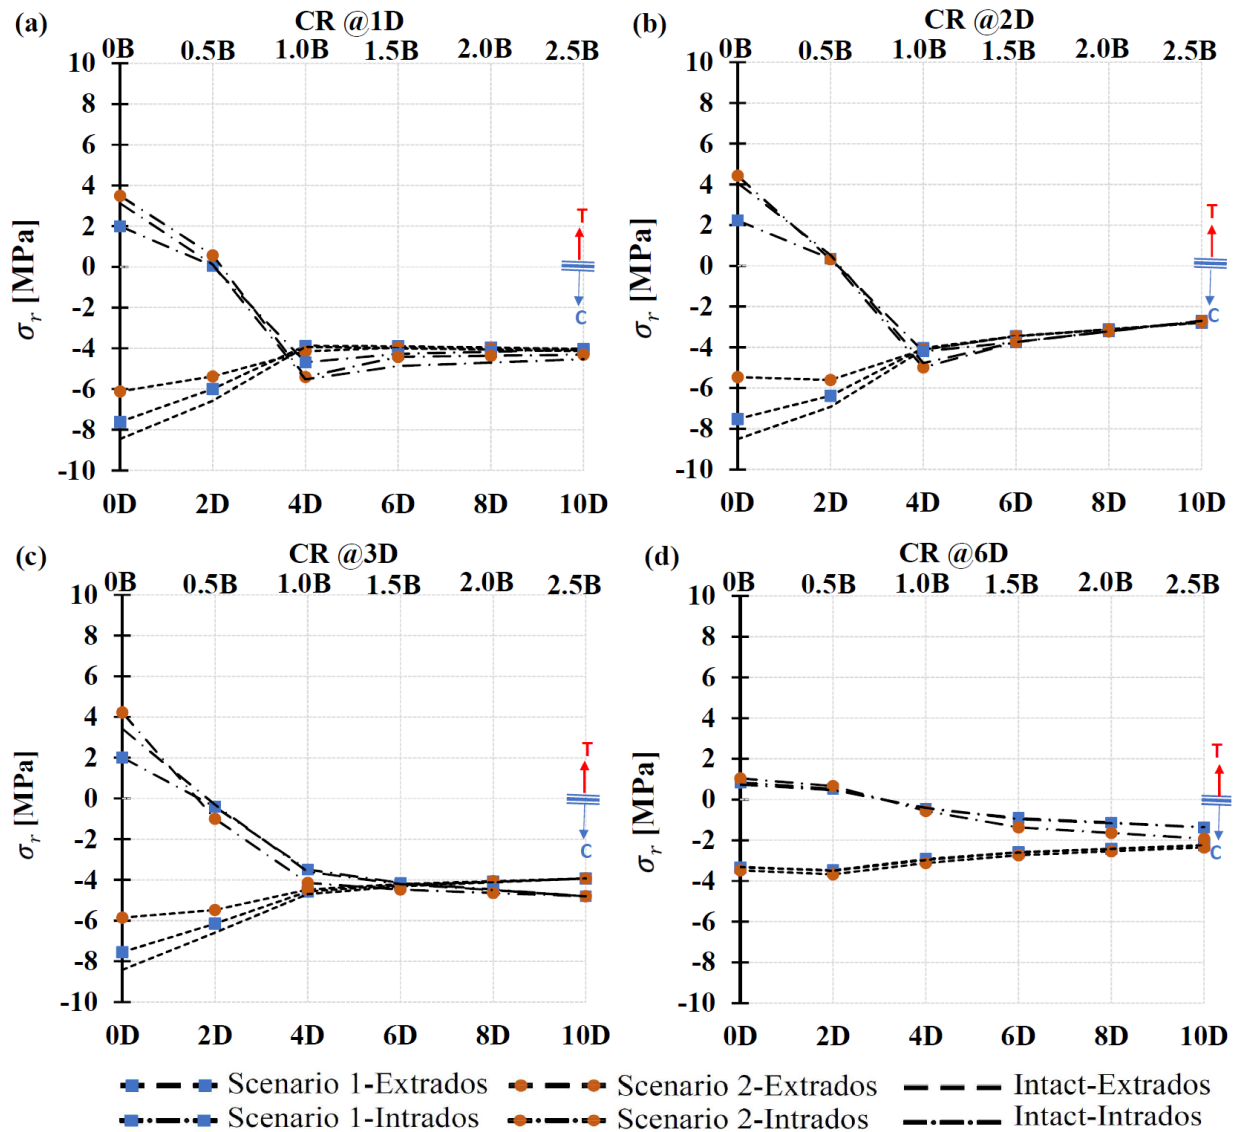 (a) CR @1D
0B 0.5B 1.0B 1.5B 2.0B 2.5B
10
8
6
4
2
0
-2
-4
-6
-8
-10
σr [MPa]
T
C
0D 2D 4D 6D 8D 10D
(b) CR @2D
0B 0.5B 1.0B 1.5B 2.0B 2.5B
10
8
6
4
2
0
-2
-4
-6
-8
-10
σr [MPa]
T
C
0D 2D 4D 6D 8D 10D
(c) CR @3D
0B 0.5B 1.0B 1.5B 2.0B 2.5B
10
8
6
4
2
0
-2
-4
-6
-8
-10
σr [MPa]
T
C
0D 2D 4D 6D 8D 10D
(d) CR @6D
0B 0.5B 1.0B 1.5B 2.0B 2.5B
10
8
6
4
2
0
-2
-4
-6
-8
-10
σr [MPa]
T
C
0D 2D 4D 6D 8D 10D
Scenario 1-Extrados Scenario 2-Extrados Intact-Extrados
Scenario 1-Intrados Scenario 2-Intrados Intact-Intrados